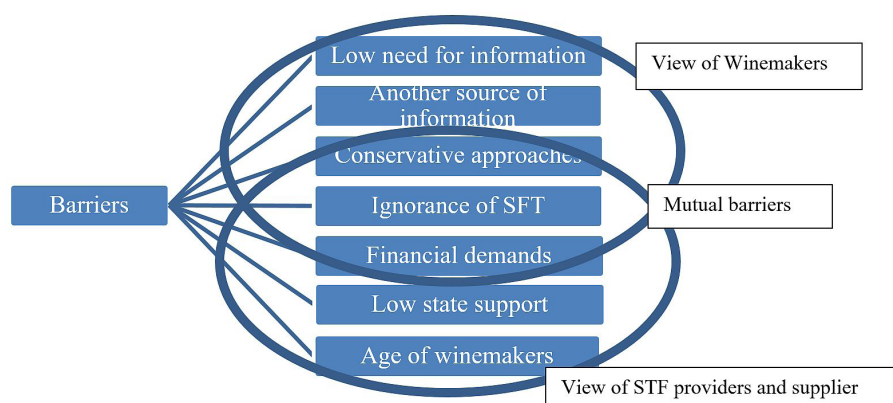 Low need for information
View of Winemakers
Another source of
information
Conservative approaches
Barriers
Ignorance of SFT
Mutual barriers
Financial demands
Low state support
Age of winemakers
View of STF providers and supplier